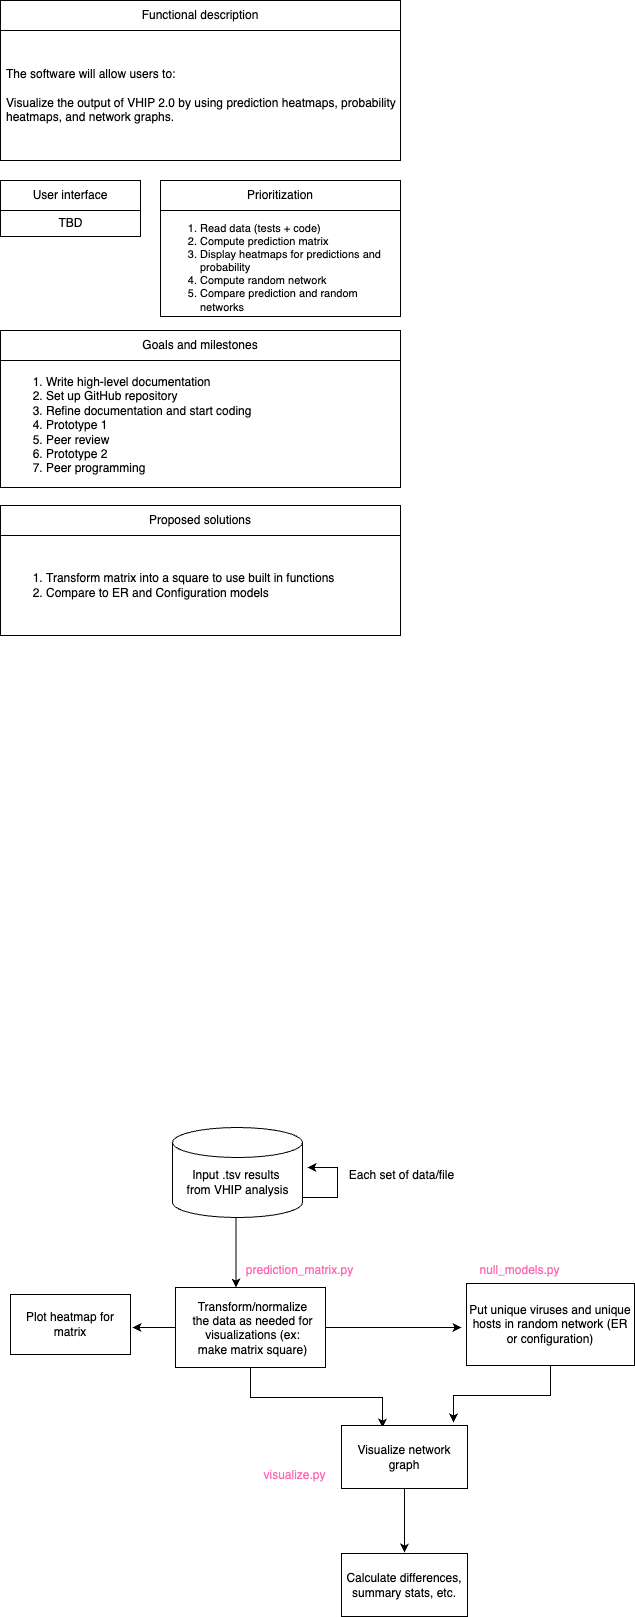 Functional description
The software will allow users to:
Visualize the output of VHIP 2.0 by using prediction heatmaps, probability
heatmaps, and network graphs.
User interface
TBD
Prioritization
1. Read data (tests + code)
2. Compute prediction matrix
3. Display heatmaps for predictions and
probability
4. Compute random network
5. Compare prediction and random
networks
Goals and milestones
1. Write high-level documentation
2. Set up GitHub repository
3. Refine documentation and start coding
4. Prototype 1
5. Peer review
6. Prototype 2
7. Peer programming
Proposed solutions
1. Transform matrix into a square to use built in functions
2. Compare to ER and Configuration models
Input .tsv results
from VHIP analysis
Each set of data/file
prediction_matrix.py
null_models.py
Plot heatmap for
matrix
Transform/normalize
the data as needed for
visualizations (ex:
make matrix square)
Put unique viruses and unique
hosts in random network (ER
or configuration)
Visualize network
graph
visualize.py
Calculate differences,
summary stats, etc.